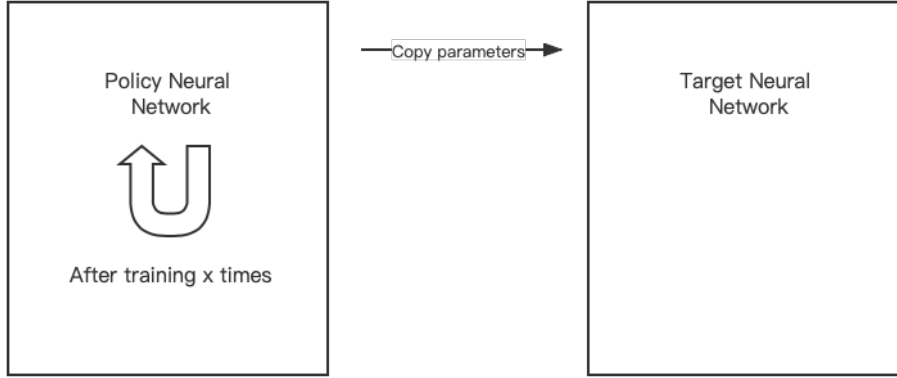 Policy Neural
Network
After training x times
Copy parameters
Target Neural
Network